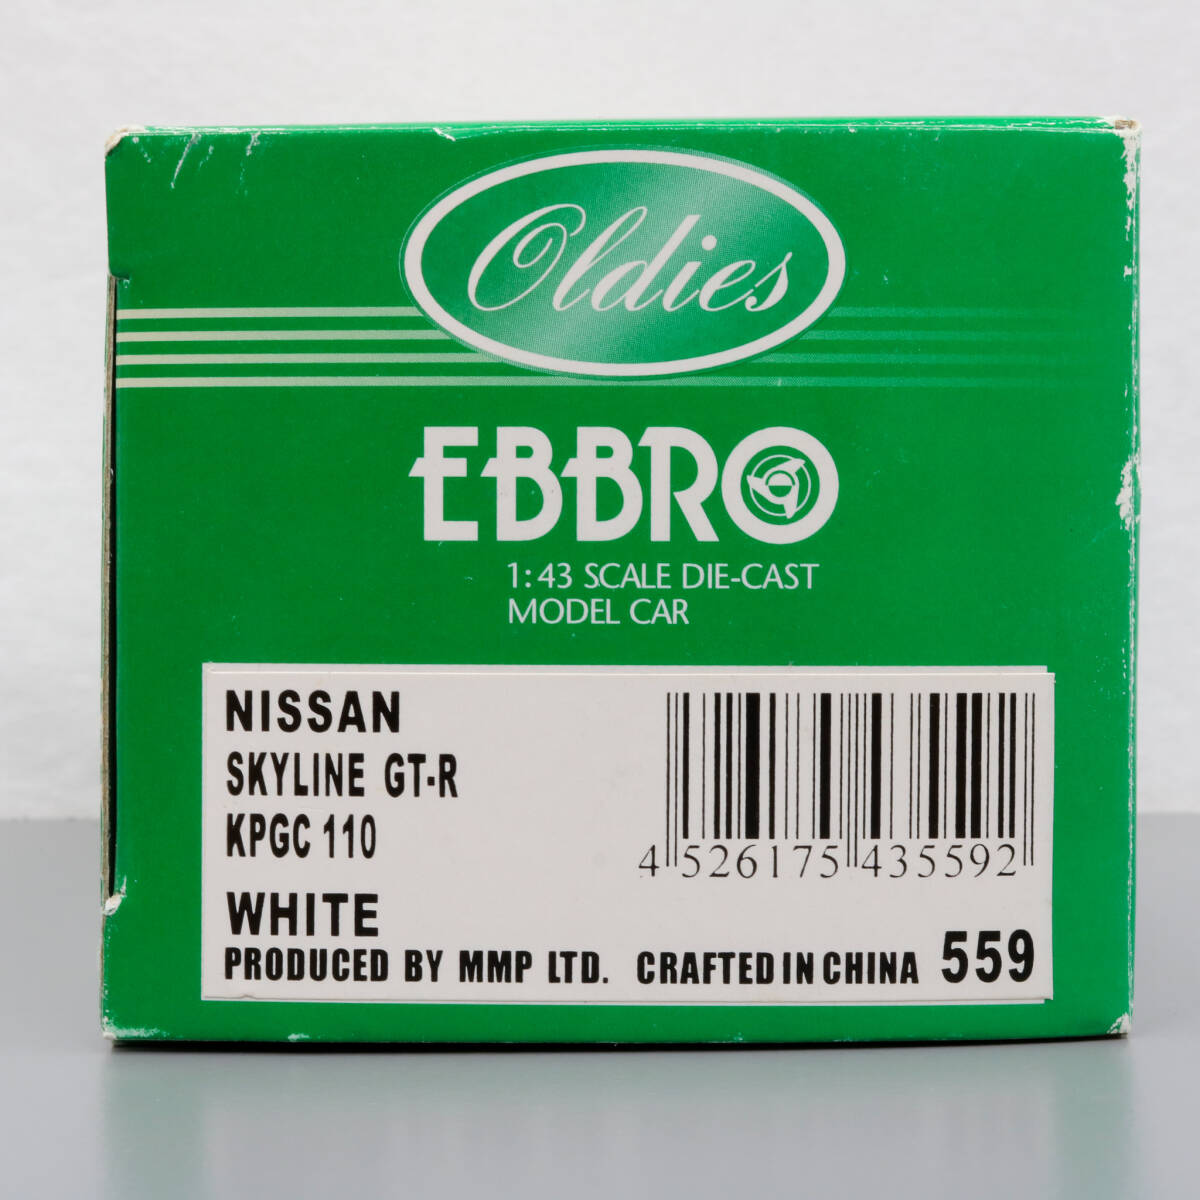 Oldies
EBBRO
1:43 SCALE DIE-CAST
MODEL CAR
NISSAN
SKYLINE GT-R
KPGC 110
4 526175 435592
WHITE
PRODUCED BY MMP LTD. CRAFTED IN CHINA 559